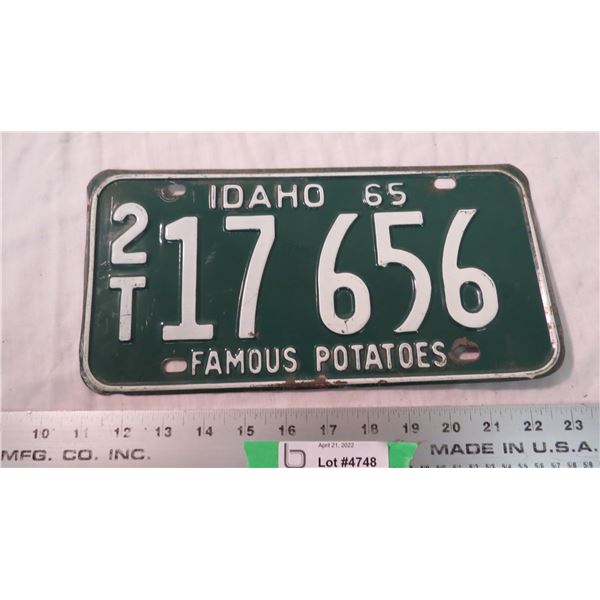 IDAHO 65
2T 17 656
FAMOUS POTATOES
10 11 12 13 14 15 16 17 18 19 20 21 22 23
MFG. CO. INC.
MADE IN U.S.A.
April 21, 2022
Lot #4748